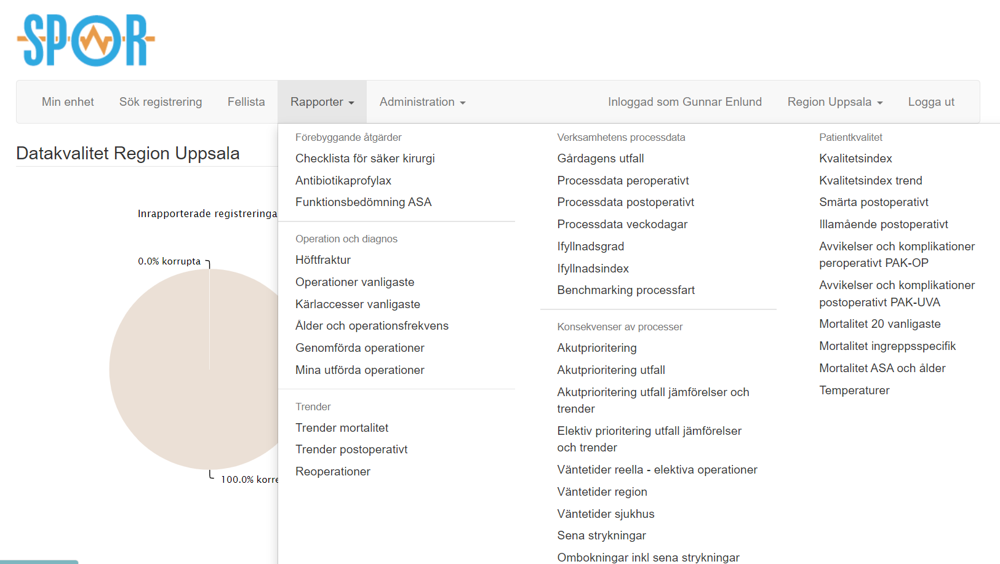 SPOR
Min enhet
Sök registrering
Fellista
Rapporter
Administration
Inloggad som Gunnar Enlund
Region Uppsala
Logga ut
Datakvalitet Region Uppsala
Inrapporterade registreringa
0.0% korrupta
100.0% korre
Förebyggande åtgärder
Checklista för säker kirurgi
Antibiotikaprofylax
Funktionsbedömning ASA
Operation och diagnos
Höftfraktur
Operationer vanligaste
Kärlaccesser vanligaste
Ålder och operationsfrekvens
Genomförda operationer
Mina utförda operationer
Trender
Trender mortalitet
Trender postoperativt
Reoperationer
Verksamhetens processdata
Gårdagens utfall
Processdata peroperativt
Processdata postoperativt
Processdata veckodagar
Ifyllnadsgrad
Ifyllnadsindex
Benchmarking processfart
Konsekvenser av processer
Akutprioritering
Akutprioritering utfall
Akutprioritering utfall jämförelser och
trender
Elektiv prioritering utfall jämförelser
och trender
Väntetider reella - elektiva operationer
Väntetider region
Väntetider sjukhus
Sena strykningar
Ombokningar inkl sena strykningar
Patientkvalitet
Kvalitetsindex
Kvalitetsindex trend
Smärta postoperativt
Illamående postoperativt
Avvikelser och komplikationer
peroperativt PAK-OP
Avvikelser och komplikationer
postoperativt PAK-UVA
Mortalitet 20 vanligaste
Mortalitet ingreppsspecifik
Mortalitet ASA och ålder
Temperaturer